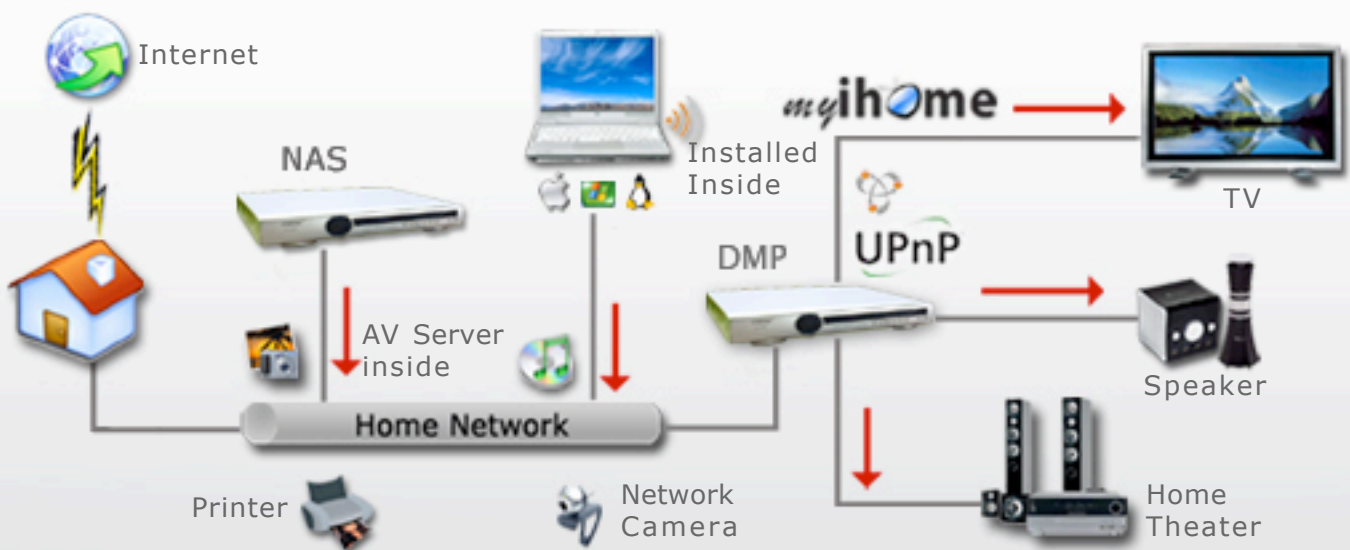 Internet
NAS
Installed
Inside
myihome
TV
UPnP
DMP
AV Server
inside
Speaker
Home Network
Printer
Network
Camera
Home
Theater